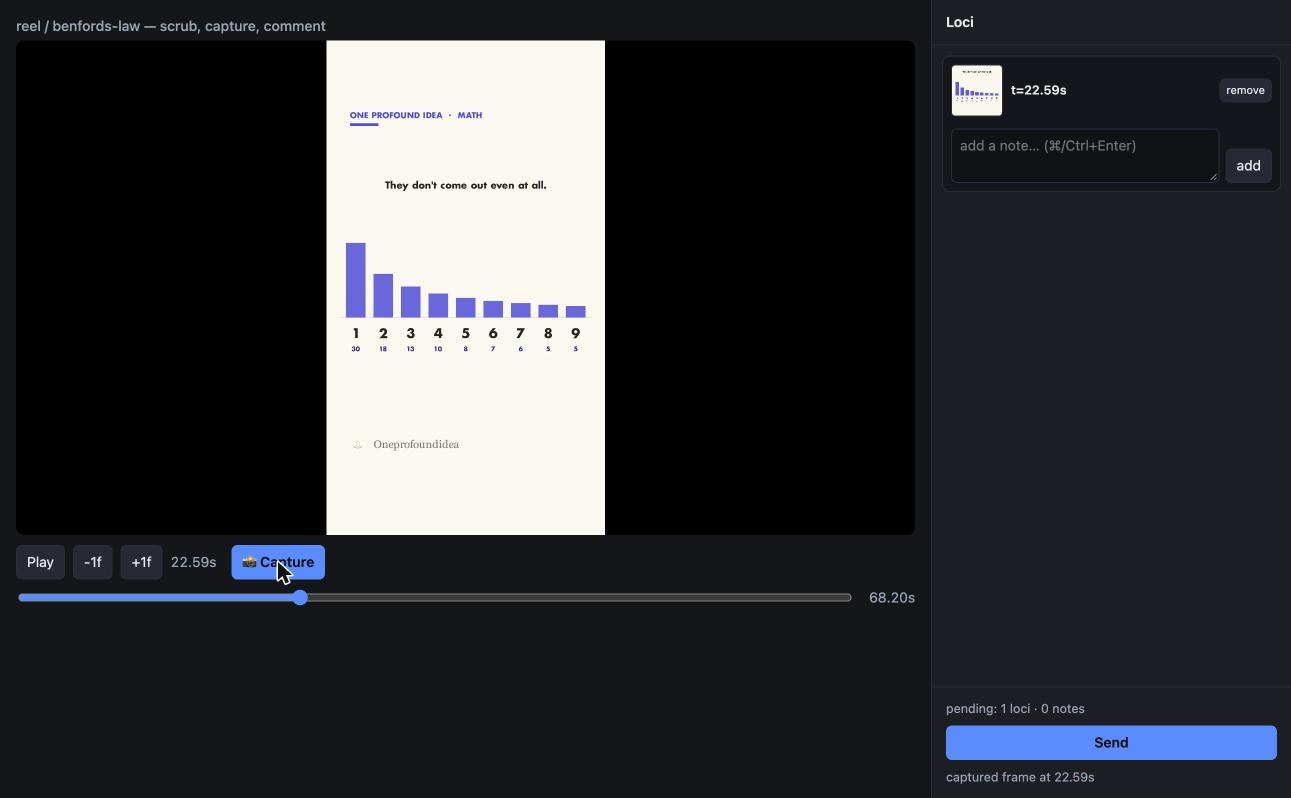 reel / benfords-law — scrub, capture, comment
ONE PROFOUND IDEA · MATH
They don't come out even at all.
1 2 3 4 5 6 7 8 9
30 18 13 10 8 7 6 5 5
Oneprofoundidea
Play -1f +1f 22.59s 📸 Capture
68.20s
Loci
t=22.59s
remove
add a note... (⌘/Ctrl+Enter)
add
pending: 1 loci · 0 notes
Send
captured frame at 22.59s